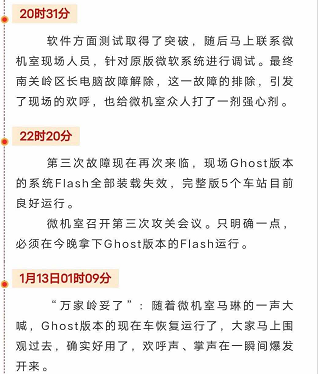 20时31分
软件方面测试取得了突破，随后马上联系微
机室现场人员，针对原版微软系统进行调试。最终
南关岭区长电脑故障解除，这一故障的排除，引发
了现场的欢呼，也给微机室众人打了一剂强心剂。
22时20分
第三次故障现在再次来临，现场Ghost版本
的系统Flash全部装载失效，完整版5个车站目前
良好运行。
微机室召开第三次攻关会议。只明确一点，
必须在今晚拿下Ghost版本的Flash运行。
1月13日01时09分
“万家岭妥了”：随着微机室马琳的一声大
喊，Ghost版本的现在车恢复运行了，大家马上围
观过去，确实好用了，欢呼声、掌声在一瞬间爆发
开来。